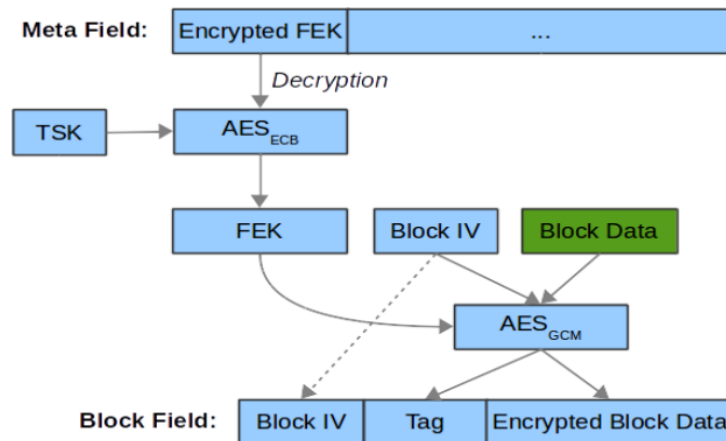 Meta Field: Encrypted FEK ...
Decryption
TSK AES_ECB
FEK Block IV Block Data
AES_GCM
Block Field: Block IV Tag Encrypted Block Data